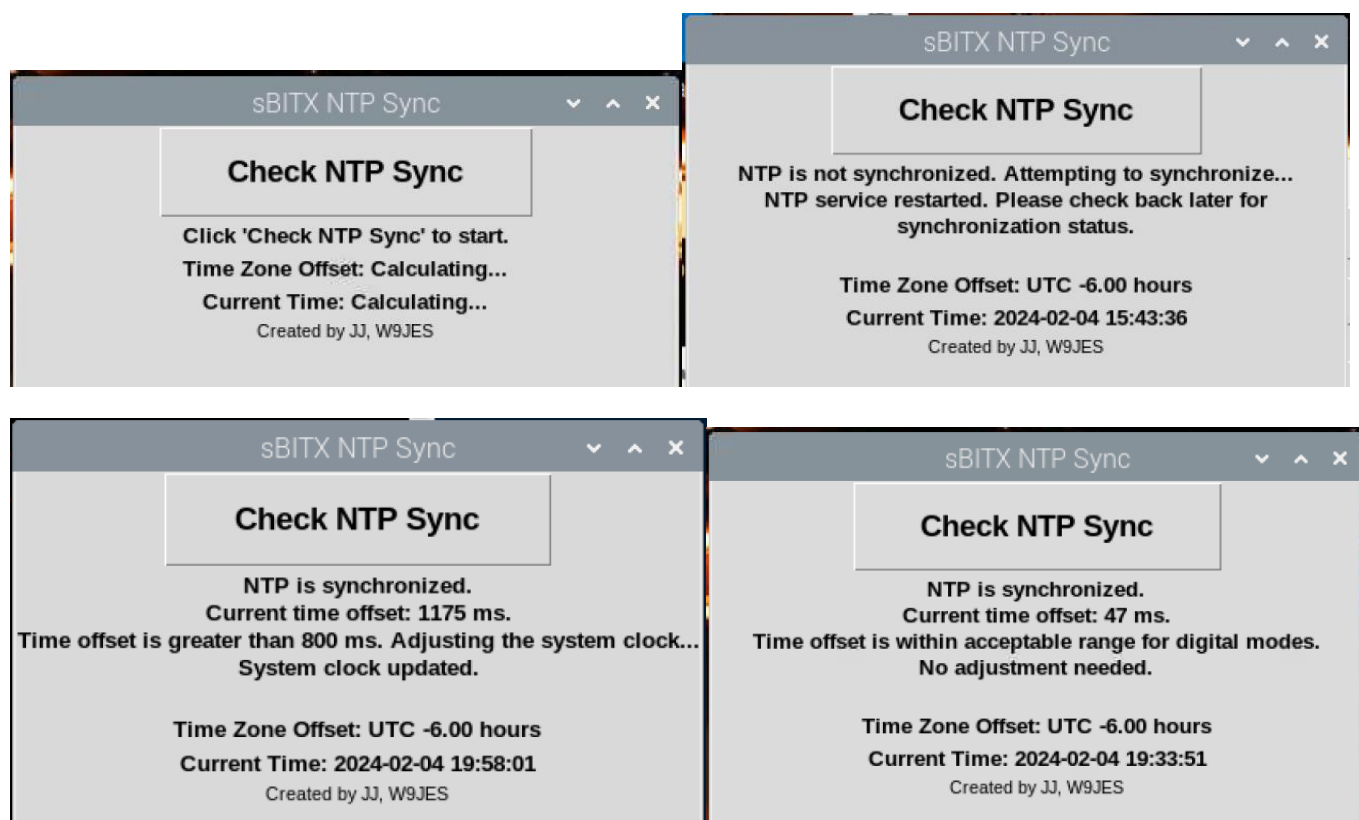 sBITX NTP Sync
Check NTP Sync
Click 'Check NTP Sync' to start.
Time Zone Offset: Calculating...
Current Time: Calculating...
Created by JJ, W9JES
sBITX NTP Sync
Check NTP Sync
NTP is not synchronized. Attempting to synchronize...
NTP service restarted. Please check back later for
synchronization status.
Time Zone Offset: UTC -6.00 hours
Current Time: 2024-02-04 15:43:36
Created by JJ, W9JES
sBITX NTP Sync
Check NTP Sync
NTP is synchronized.
Current time offset: 1175 ms.
Time offset is greater than 800 ms. Adjusting the system clock...
System clock updated.
Time Zone Offset: UTC -6.00 hours
Current Time: 2024-02-04 19:58:01
Created by JJ, W9JES
sBITX NTP Sync
Check NTP Sync
NTP is synchronized.
Current time offset: 47 ms.
Time offset is within acceptable range for digital modes.
No adjustment needed.
Time Zone Offset: UTC -6.00 hours
Current Time: 2024-02-04 19:33:51
Created by JJ, W9JES